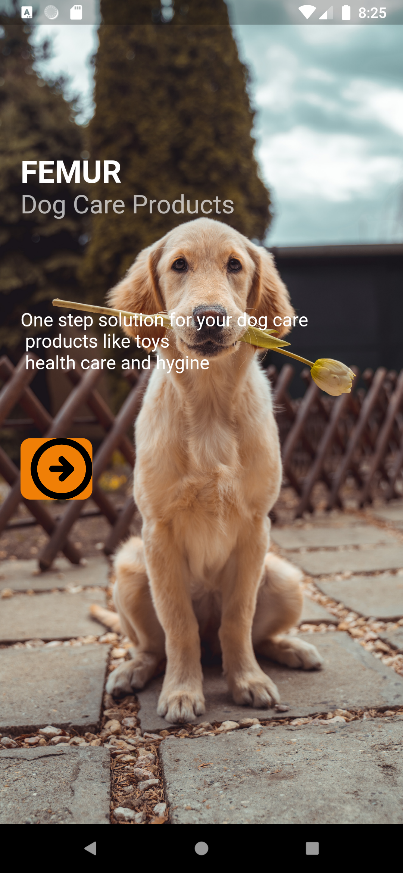 8:25
FEMUR
Dog Care Products
One step solution for your dog care
products like toys
health care and hygine